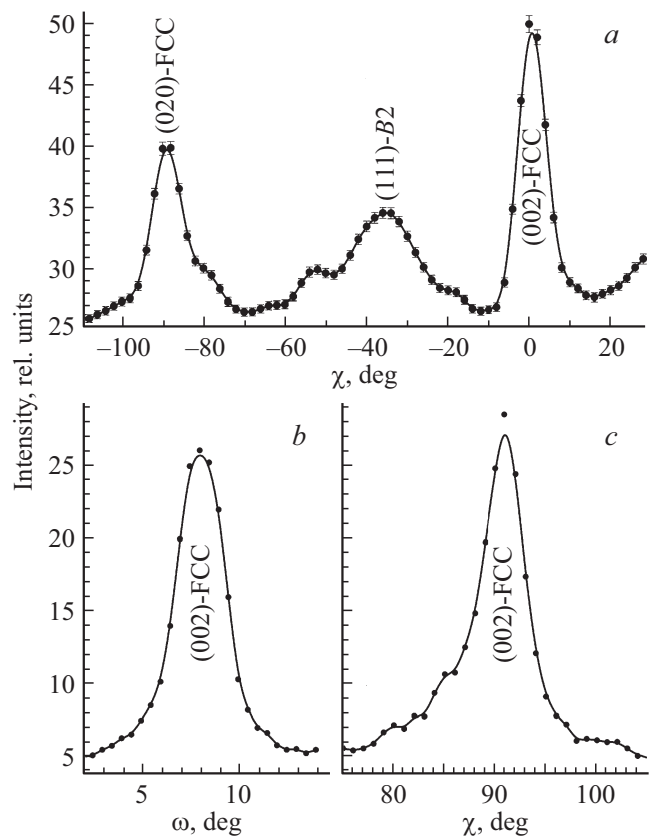 50
a
45
40
35
30
25
(020)-FCC
(111)-B2
(002)-FCC
−100 −80 −60 −40 −20 0 20
χ, deg
Intensity, rel. units
b
25
20
15
10
5
(002)-FCC
5 10
ω, deg
c
(002)-FCC
80 90 100
χ, deg